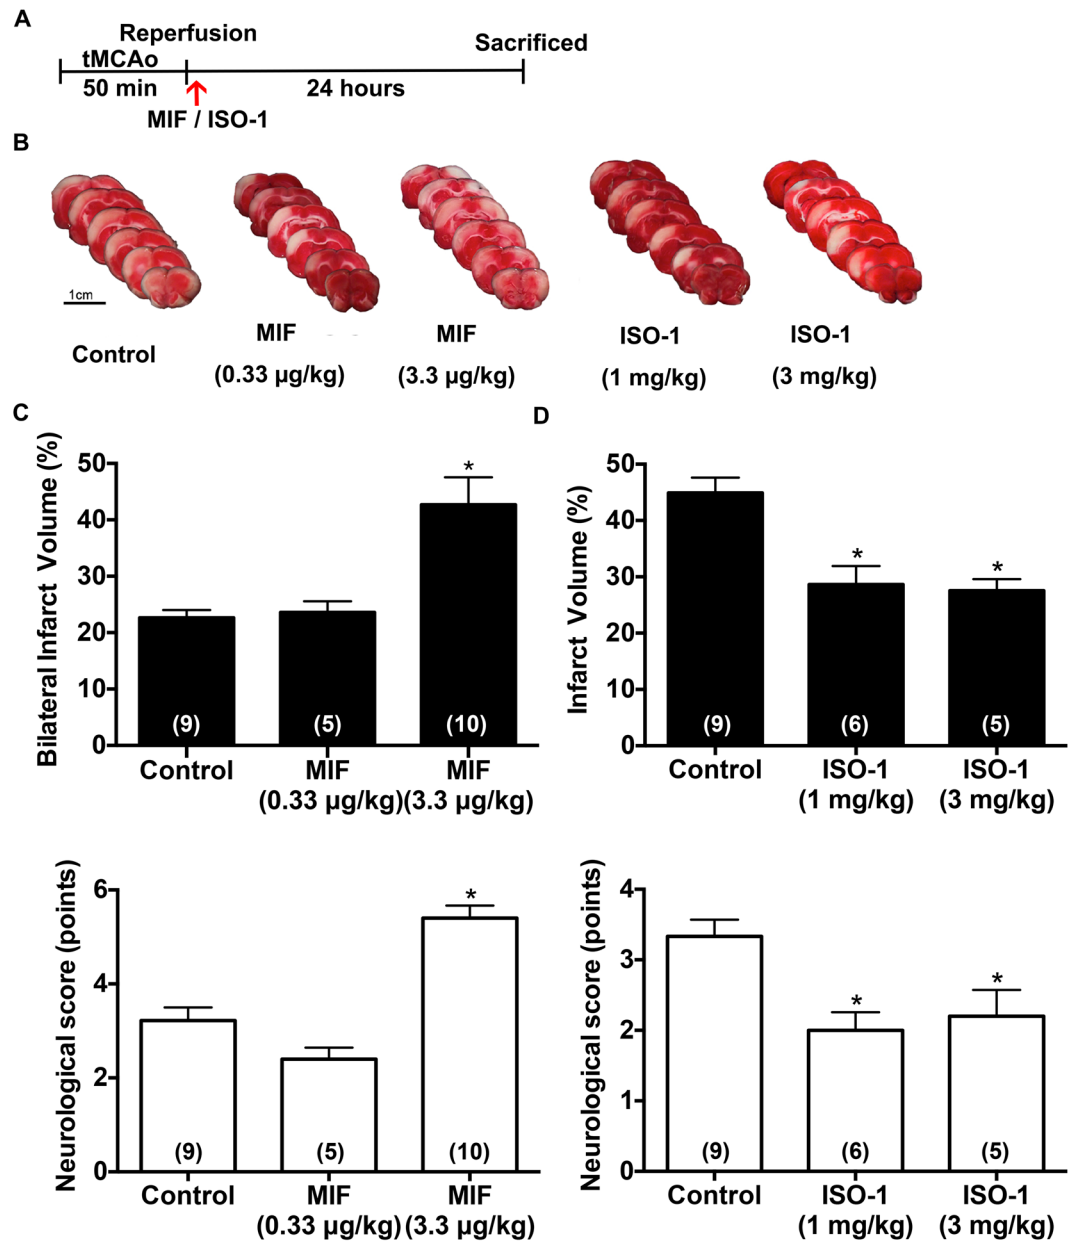 A
Reperfusion
Sacrificed
tMCAo
50 min
24 hours
MIF / ISO-1
B
1cm
Control
MIF
(0.33 µg/kg)
MIF
(3.3 µg/kg)
ISO-1
(1 mg/kg)
ISO-1
(3 mg/kg)
C
Bilateral Infarct Volume (%)
50
40
30
20
10
0
*
(9)
(5)
(10)
Control
MIF
(0.33 µg/kg)
MIF
(3.3 µg/kg)
D
Infarct Volume (%)
50
40
30
20
10
0
*
*
(9)
(6)
(5)
Control
ISO-1
(1 mg/kg)
ISO-1
(3 mg/kg)
Neurological score (points)
6
4
2
0
*
(9)
(5)
(10)
Control
MIF
(0.33 µg/kg)
MIF
(3.3 µg/kg)
Neurological score (points)
4
3
2
1
0
*
*
(9)
(6)
(5)
Control
ISO-1
(1 mg/kg)
ISO-1
(3 mg/kg)